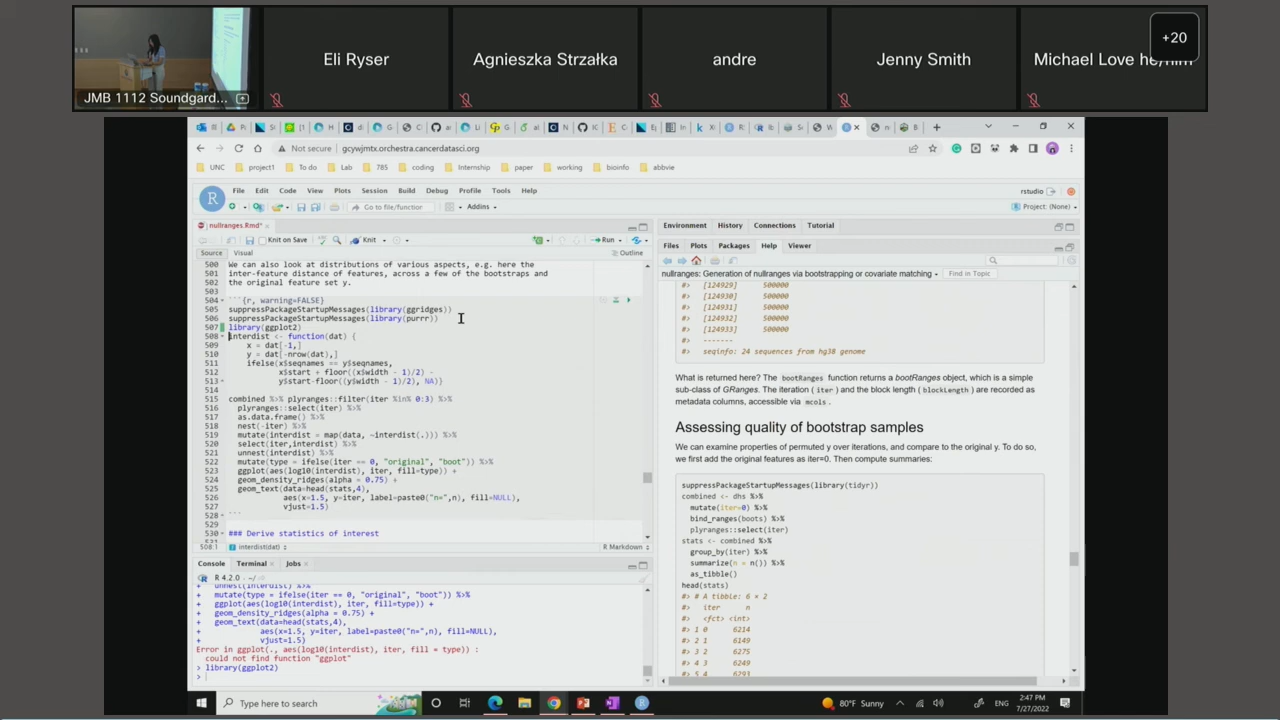 JMB 1112 Soundgard...
Eli Ryser
Agnieszka Strzałka
andre
Jenny Smith
Michael Love he/him
+20
Not secure
gcywjmtx.orchestra.cancerdatasci.org
UNC
project1
To do
Lab
785
coding
Internship
paper
working
bioinfo
abbvie
File Edit Code View Plots Session Build Debug Profile Tools Help
rstudio
Go to file/function
Addins
Project: (None)
nullranges.Rmd*
Knit on Save
Knit
Run
Source Visual
Outline
500 We can also look at distributions of various aspects, e.g. here the
501 inter-feature distance of features, across a few of the bootstraps and
502 the original feature set y.
503
504 ```{r, warning=FALSE}
505 suppressPackageStartupMessages(library(ggridges))
506 suppressPackageStartupMessages(library(purrr))
507 library(ggplot2)
508 interdist <- function(dat) {
509 x = dat[-1,]
510 y = dat[-nrow(dat),]
511 ifelse(x$seqnames == y$seqnames,
512 x$start + floor((x$width - 1)/2) -
513 y$start-floor((y$width - 1)/2), NA)}
514
515 combined %>% plyranges::filter(iter %in% 0:3) %>%
516 plyranges::select(iter) %>%
517 as.data.frame() %>%
518 nest(-iter) %>%
519 mutate(interdist = map(data, ~interdist(.))) %>%
520 select(iter,interdist) %>%
521 unnest(interdist) %>%
522 mutate(type = ifelse(iter == 0, "original", "boot")) %>%
523 ggplot(aes(log10(interdist), iter, fill=type)) +
524 geom_density_ridges(alpha = 0.75) +
525 geom_text(data=head(stats,4),
526 aes(x=1.5, y=iter, label=paste0("n=",n), fill=NULL),
527 vjust=1.5)
528 ```
529
530 ### Derive statistics of interest
508:1
interdist(dat)
R Markdown
Console Terminal Jobs
R 4.2.0 · ~/
+ unnest(interdist) %>%
+ mutate(type = ifelse(iter == 0, "original", "boot")) %>%
+ ggplot(aes(log10(interdist), iter, fill=type)) +
+ geom_density_ridges(alpha = 0.75) +
+ geom_text(data=head(stats,4),
+ aes(x=1.5, y=iter, label=paste0("n=",n), fill=NULL),
+ vjust=1.5)
Error in ggplot(., aes(log10(interdist), iter, fill = type)) :
could not find function "ggplot"
> library(ggplot2)
>
Environment History Connections Tutorial
Files Plots Packages Help Viewer
nullranges: Generation of nullranges via bootstrapping or covariate matching
Find in Topic
#> [124929] 500000
#> [124930] 500000
#> [124931] 500000
#> [124932] 500000
#> [124933] 500000
#> -------
#> seqinfo: 24 sequences from hg38 genome
What is returned here? The bootRanges function returns a bootRanges object, which is a simple
sub-class of GRanges. The iteration (iter) and the block length (blockLength) are recorded as
metadata columns, accessible via mcols.
Assessing quality of bootstrap samples
We can examine properties of permuted y over iterations, and compare to the original y. To do so,
we first add the original features as iter=0. Then compute summaries:
suppressPackageStartupMessages(library(tidyr))
combined <- dhs %>%
mutate(iter=0) %>%
bind_ranges(boots) %>%
plyranges::select(iter)
stats <- combined %>%
group_by(iter) %>%
summarize(n = n()) %>%
as_tibble()
head(stats)
#> # A tibble: 6 × 2
#> iter n
#> <fct> <int>
#> 1 0 6214
#> 2 1 6149
#> 3 2 6275
#> 4 3 6249
#> 5 4 6293
Type here to search
80°F Sunny
ENG
2:47 PM
7/27/2022